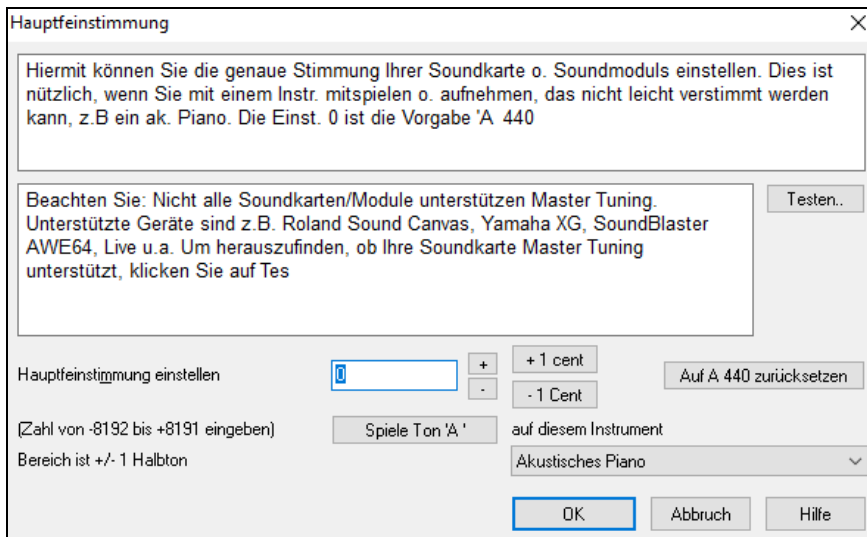 Hauptfeinstimmung
Hiermit können Sie die genaue Stimmung Ihrer Soundkarte o. Soundmoduls einstellen. Dies ist
nützlich, wenn Sie mit einem Instr. mitspielen o. aufnehmen, das nicht leicht verstimmt werden
kann, z.B ein ak. Piano. Die Einst. 0 ist die Vorgabe 'A 440
Beachten Sie: Nicht alle Soundkarten/Module unterstützen Master Tuning.
Unterstützte Geräte sind z.B. Roland Sound Canvas, Yamaha XG, SoundBlaster
AWE64, Live u.a. Um herauszufinden, ob Ihre Soundkarte Master Tuning
unterstützt, klicken Sie auf Tes
Testen..
Hauptfeinstimmung einstellen
0
+
-
+ 1 cent
- 1 Cent
Auf A 440 zurücksetzen
(Zahl von -8192 bis +8191 eingeben)
Spiele Ton 'A '
auf diesem Instrument
Bereich ist +/- 1 Halbton
Akustisches Piano
OK
Abbruch
Hilfe